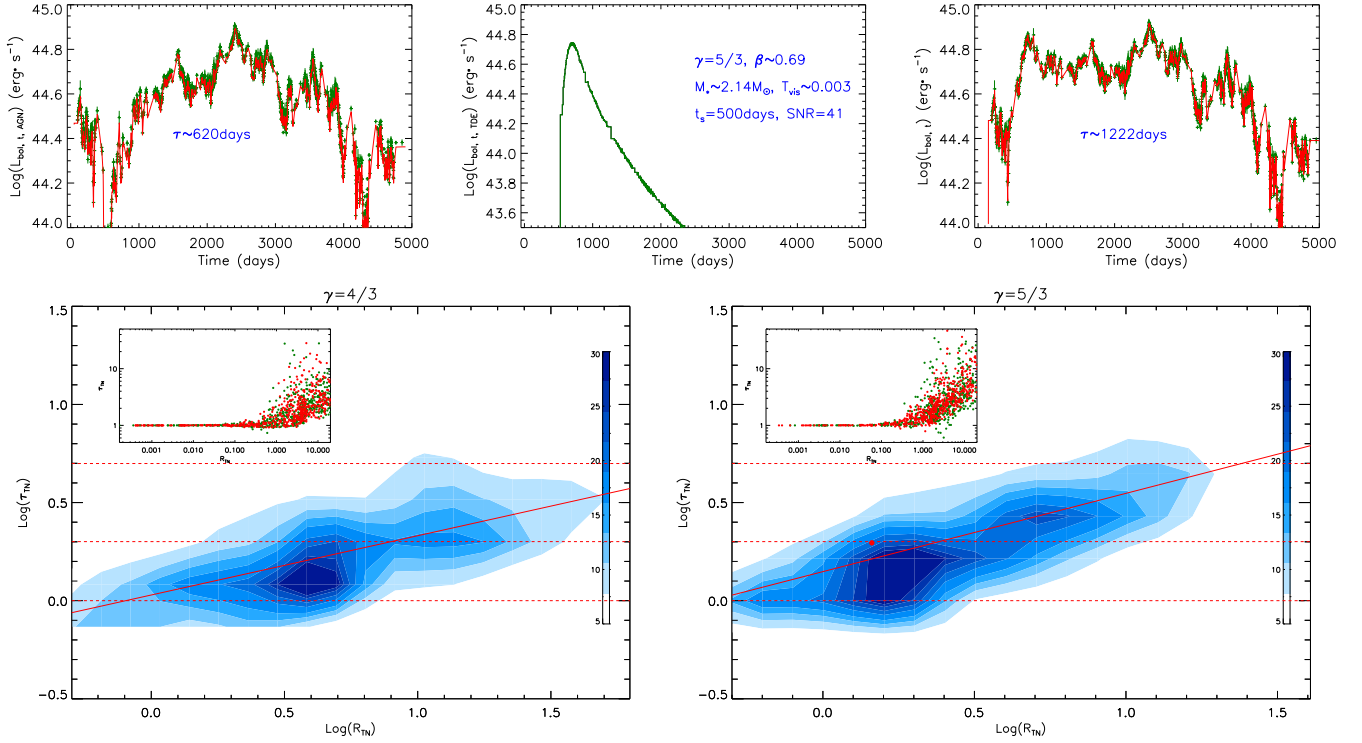 45.0
44.8
44.6
44.4
44.2
44.0
Log(L_bol, t, AGN) (erg• s⁻¹)
τ~620days
0 1000 2000 3000 4000 5000
Time (days)
45.0
44.8
44.6
44.4
44.2
44.0
43.8
43.6
Log(L_bol, t, TDE) (erg• s⁻¹)
γ=5/3, β~0.69
M_*~2.14M_⊙, T_vis~0.003
t_s=500days, SNR=41
0 1000 2000 3000 4000 5000
Time (days)
45.0
44.8
44.6
44.4
44.2
44.0
Log(L_bol, t) (erg• s⁻¹)
τ~1222days
0 1000 2000 3000 4000 5000
Time (days)
γ=4/3
1.5
1.0
0.5
0.0
−0.5
Log(τ_TN)
10
1
τ_TN
0.001 0.010 0.100 1.000 10.000
R_TN
30
25
20
15
10
5
0.0 0.5 1.0 1.5
Log(R_TN)
γ=5/3
1.5
1.0
0.5
0.0
−0.5
Log(τ_TN)
10
1
τ_TN
0.001 0.010 0.100 1.000 10.000
R_TN
30
25
20
15
10
5
0.0 0.5 1.0 1.5
Log(R_TN)